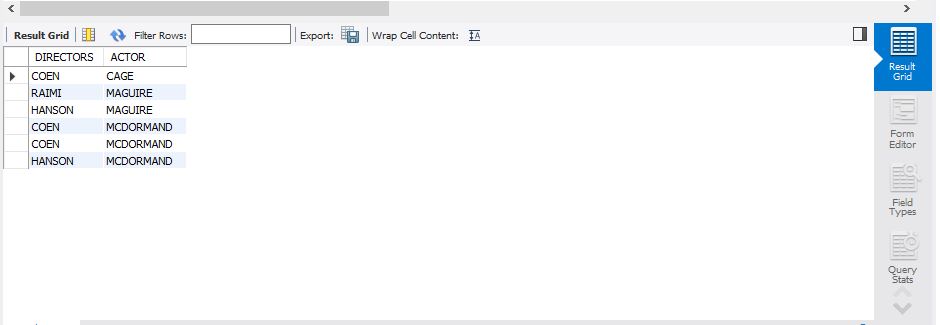 Result Grid Filter Rows: Export: Wrap Cell Content: IA
DIRECTORS ACTOR
COEN CAGE
RAIMI MAGUIRE
HANSON MAGUIRE
COEN MCDORMAND
COEN MCDORMAND
HANSON MCDORMAND
Result
Grid
Form
Editor
Field
Types
Query
Stats